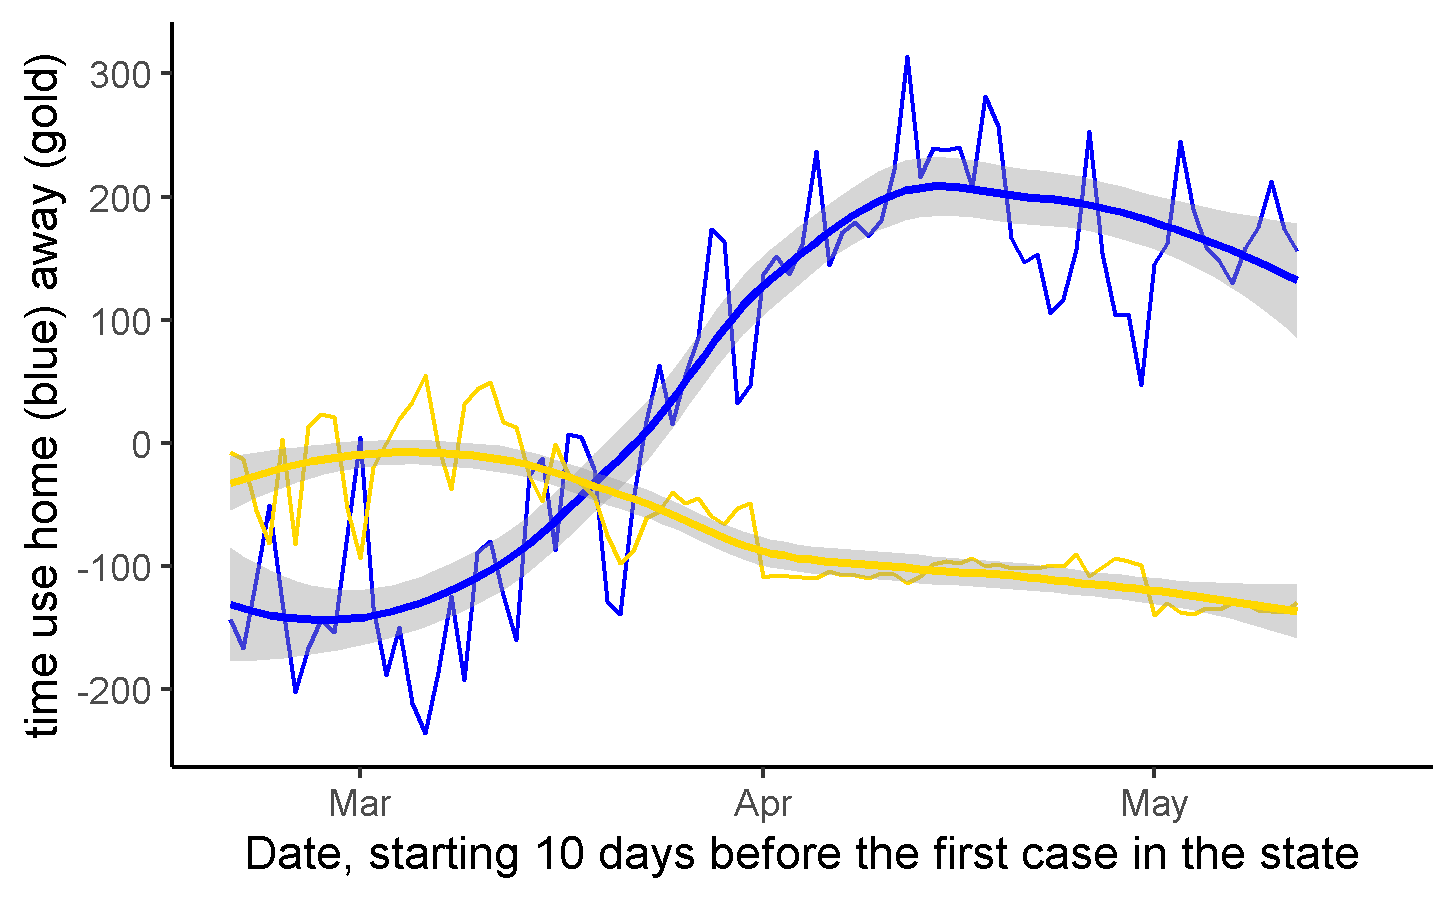 time use home (blue) away (gold)
300
200
100
0
-100
-200
Mar
Apr
May
Date, starting 10 days before the first case in the state